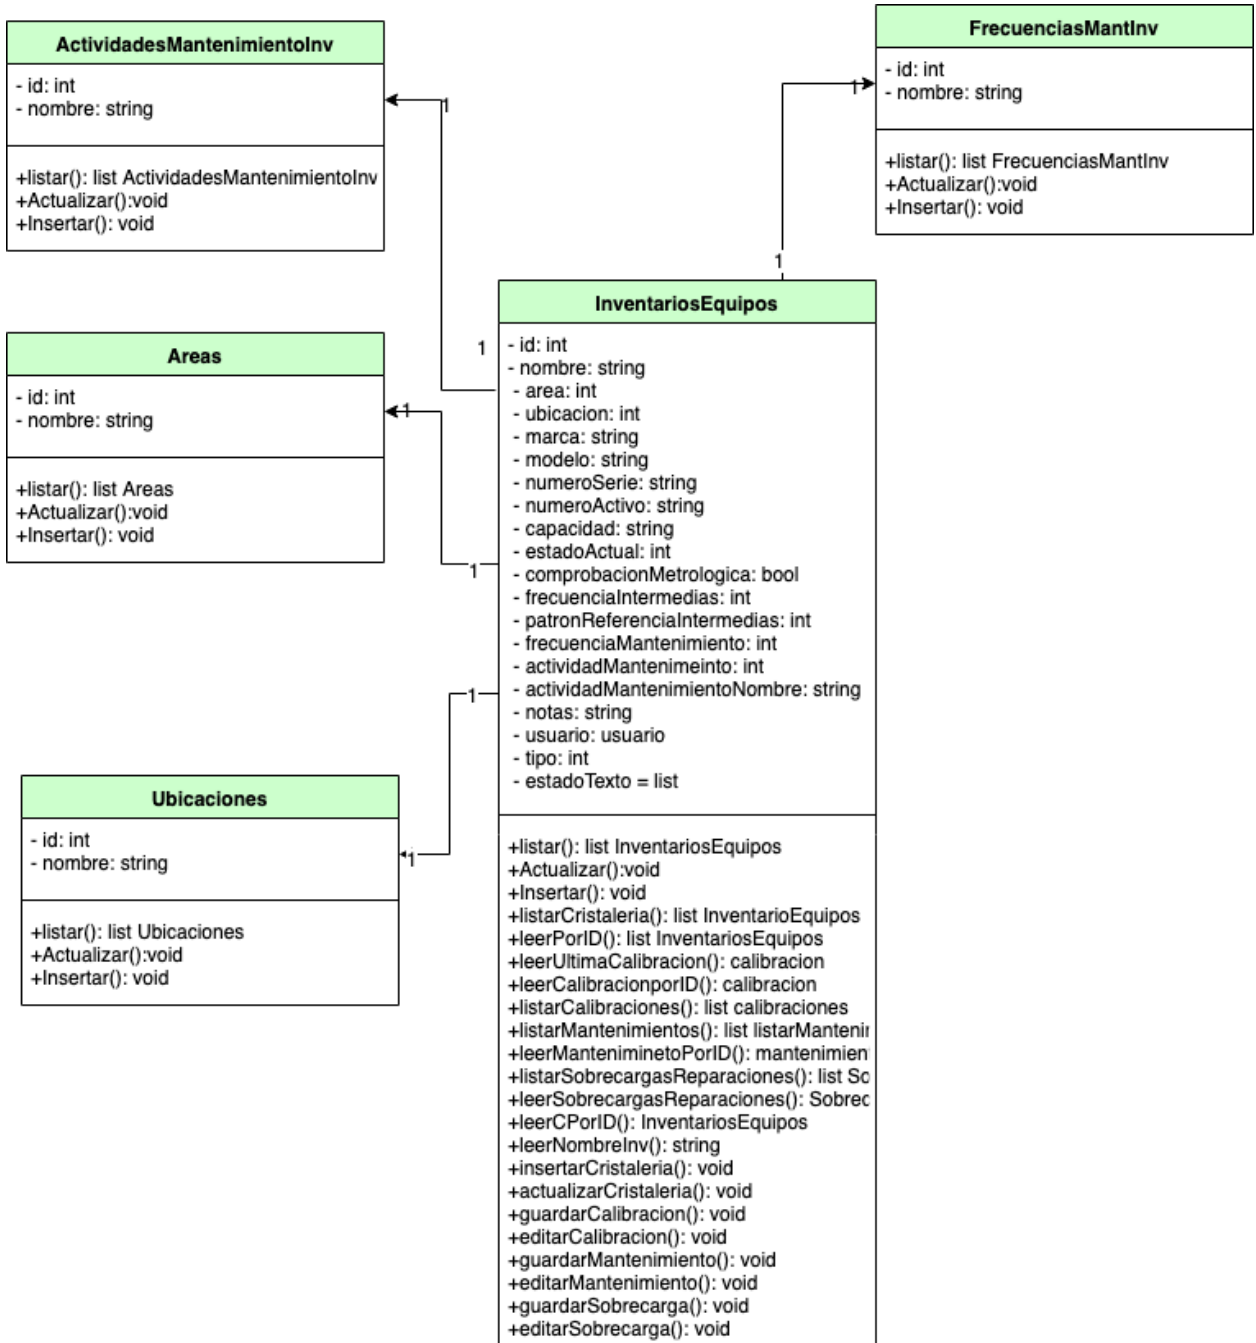 ActividadesMantenimientoInv
- id: int
- nombre: string
+listar(): list ActividadesMantenimientoInv
+Actualizar():void
+Insertar(): void
1
FrecuenciasMantInv
- id: int
- nombre: string
+listar(): list FrecuenciasMantInv
+Actualizar():void
+Insertar(): void
1
1
Areas
- id: int
- nombre: string
+listar(): list Areas
+Actualizar():void
+Insertar(): void
1
1
1
Ubicaciones
- id: int
- nombre: string
+listar(): list Ubicaciones
+Actualizar():void
+Insertar(): void
1
1
InventariosEquipos
- id: int
- nombre: string
- area: int
- ubicacion: int
- marca: string
- modelo: string
- numeroSerie: string
- numeroActivo: string
- capacidad: string
- estadoActual: int
- comprobacionMetrologica: bool
- frecuenciaIntermedias: int
- patronReferenciaIntermedias: int
- frecuenciaMantenimiento: int
- actividadMantenimeinto: int
- actividadMantenimientoNombre: string
- notas: string
- usuario: usuario
- tipo: int
- estadoTexto = list
+listar(): list InventariosEquipos
+Actualizar():void
+Insertar(): void
+listarCristaleria(): list InventarioEquipos
+leerPorID(): list InventariosEquipos
+leerUltimaCalibracion(): calibracion
+leerCalibracionporID(): calibracion
+listarCalibraciones(): list calibraciones
+listarMantenimientos(): list listarManteni
+leerManteniminetoPorID(): mantenimien
+listarSobrecargasReparaciones(): list So
+leerSobrecargasReparaciones(): Sobrec
+leerCPorID(): InventariosEquipos
+leerNombreInv(): string
+insertarCristaleria(): void
+actualizarCristaleria(): void
+guardarCalibracion(): void
+editarCalibracion(): void
+guardarMantenimiento(): void
+editarMantenimiento(): void
+guardarSobrecarga(): void
+editarSobrecarga(): void